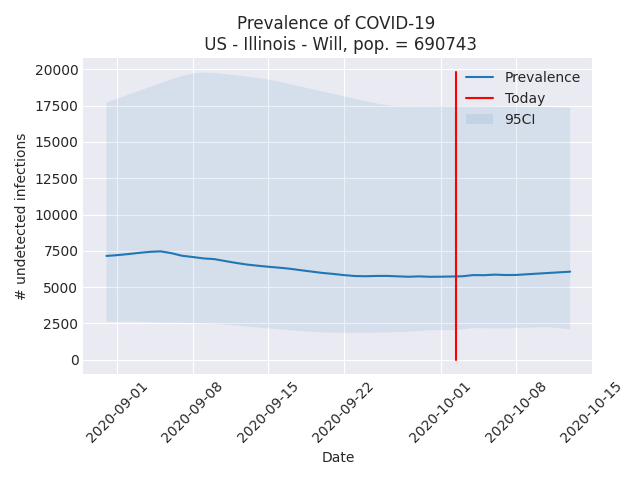 Prevalence of COVID-19
US - Illinois - Will, pop. = 690743
20000
17500
15000
12500
10000
7500
5000
2500
0
# undetected infections
Prevalence
Today
95CI
2020-09-01
2020-09-08
2020-09-15
2020-09-22
2020-10-01
2020-10-08
2020-10-15
Date